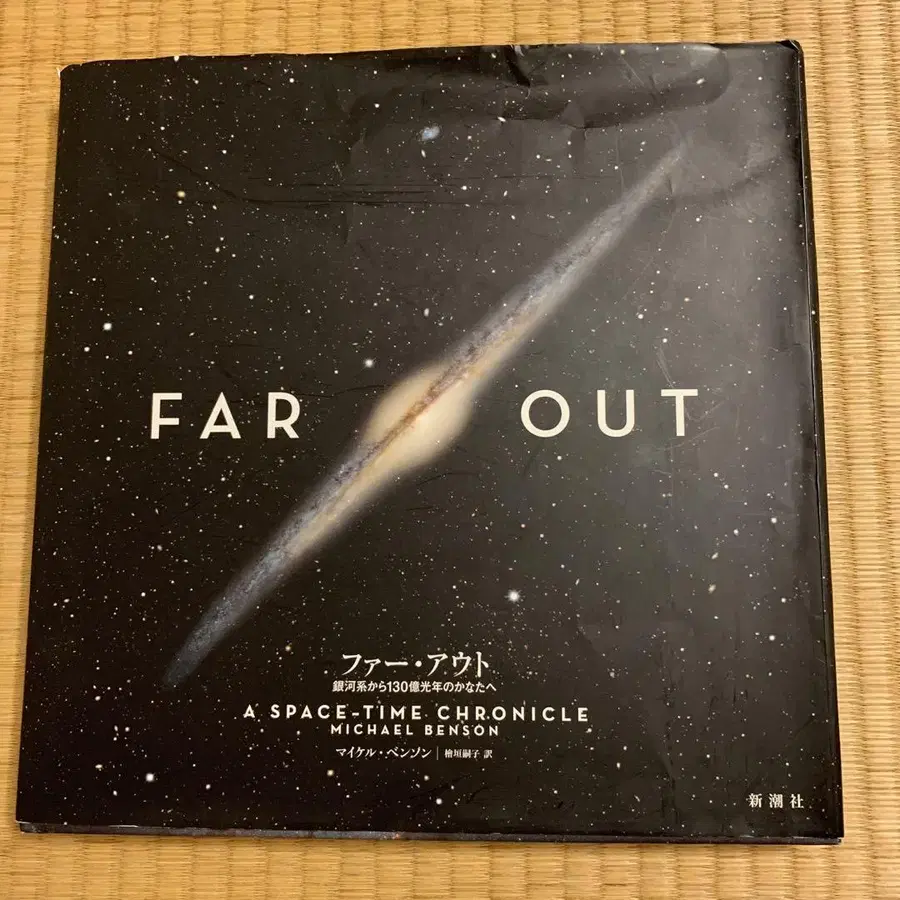 FAR OUT
ファー・アウト
銀河系から130億光年のかなたへ
A SPACE-TIME CHRONICLE
MICHAEL BENSON
マイケル・ベンソン｜檜垣嗣子 訳
新潮社